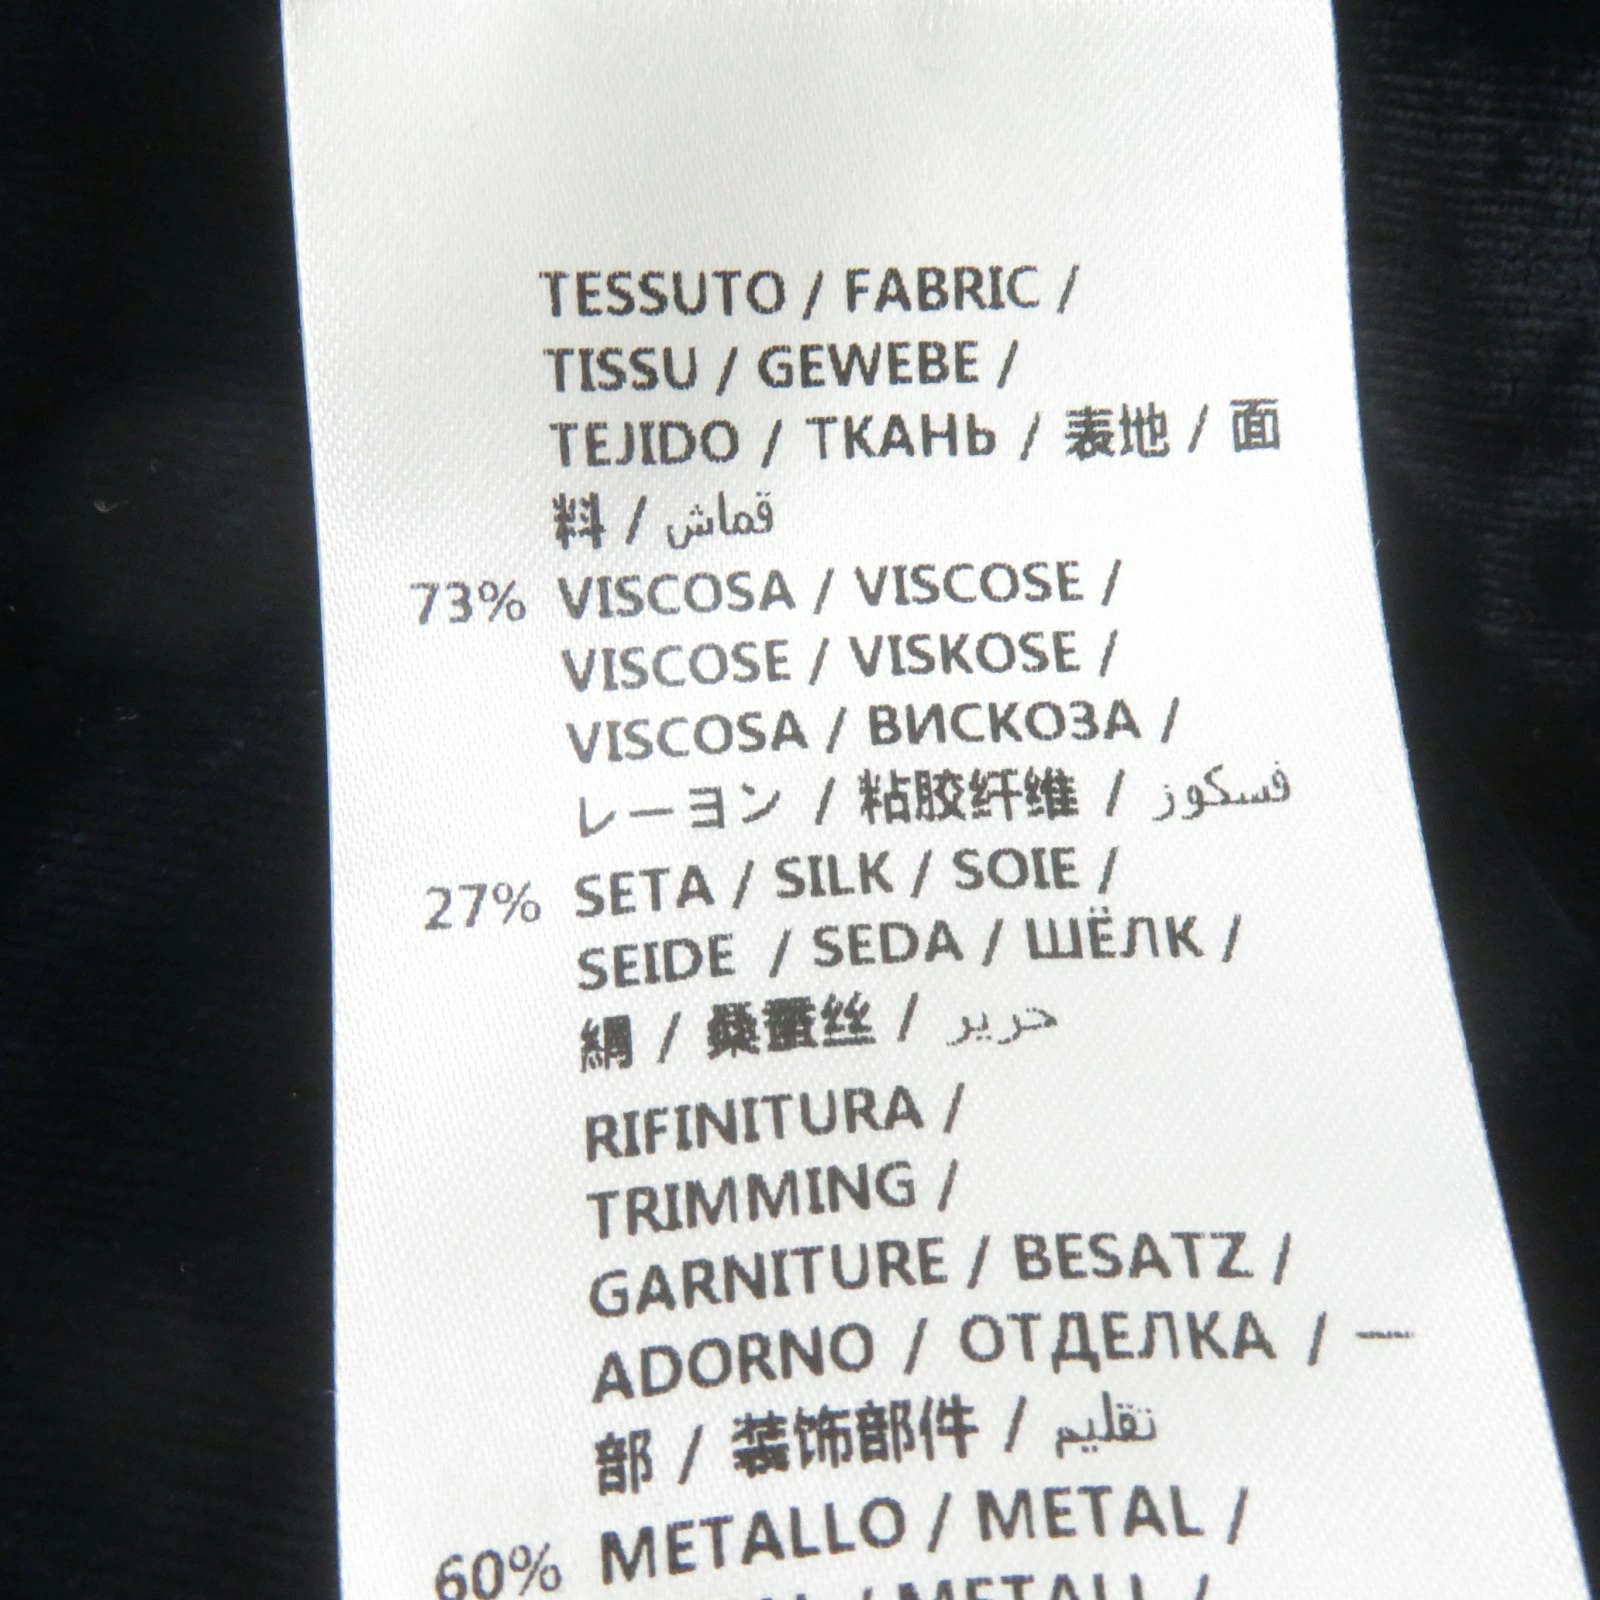 TESSUTO / FABRIC /
TISSU / GEWEBE /
TEJIDO / ТКАНЬ / 表地 / 面
料 / قماش
73% VISCOSA / VISCOSE /
VISCOSE / VISKOSE /
VISCOSA / ВИСКОЗА /
レーヨン / 粘胶纤维 / فسكوز
27% SETA / SILK / SOIE /
SEIDE / SEDA / ШЁЛК /
絹 / 桑蚕丝 / حرير
RIFINITURA /
TRIMMING /
GARNITURE / BESATZ /
ADORNO / ОТДЕЛКА / 一
部 / 装饰部件 / تقليم
60% METALLO / METAL /
/ METALL /